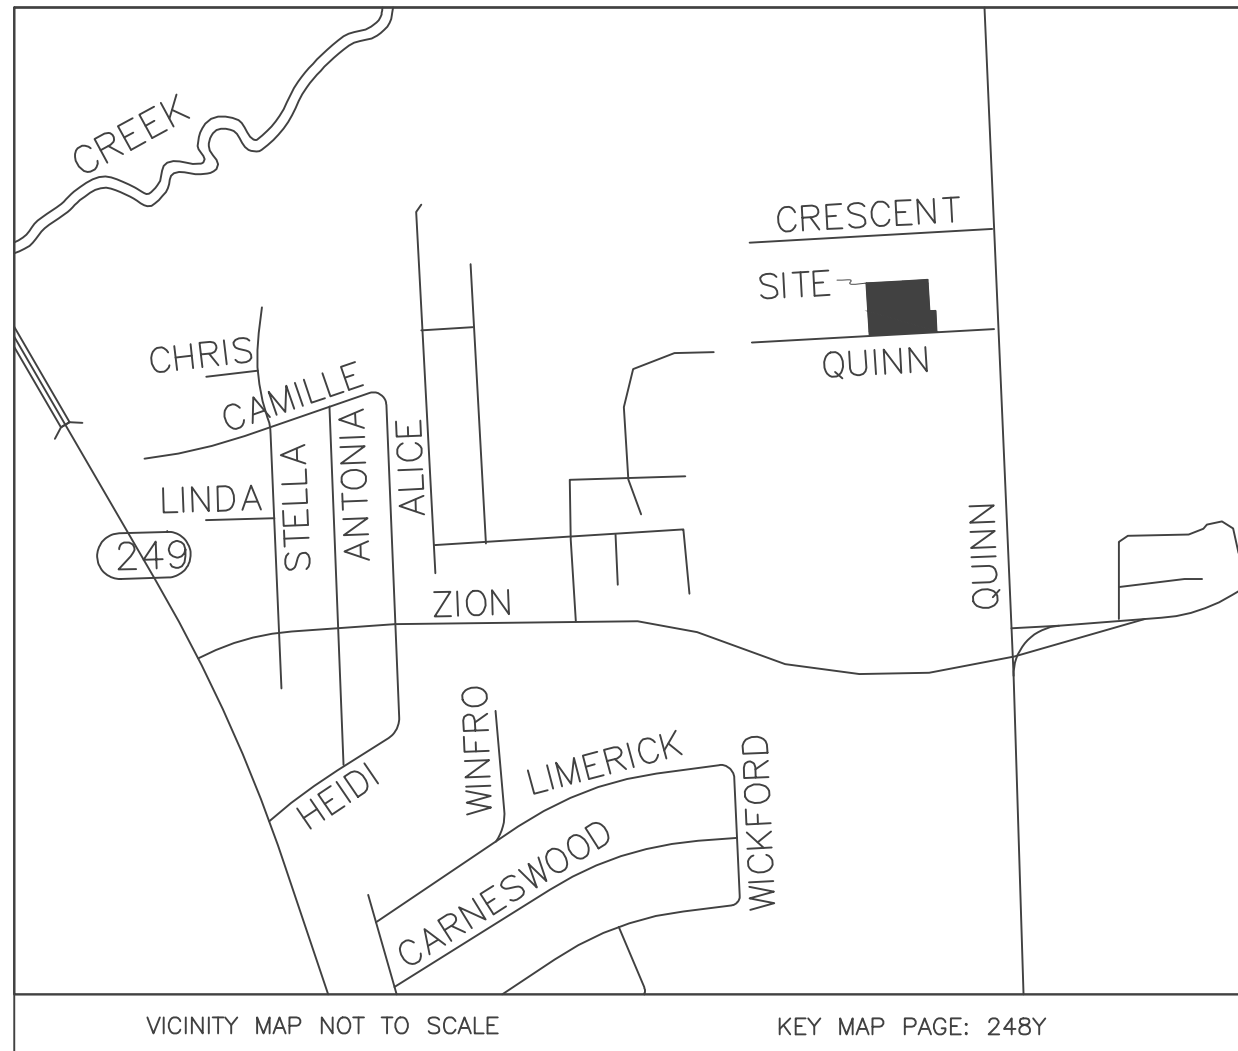 CREEK
CRESCENT
SITE
QUINN
CHRIS
CAMILLE
ANTONIA
ALICE
STELLA
LINDA
249
QUINN
ZION
WINFRO
LIMERICK
WICKFORD
HEIDI
CARNESWOOD
VICINITY MAP NOT TO SCALE
KEY MAP PAGE: 248Y